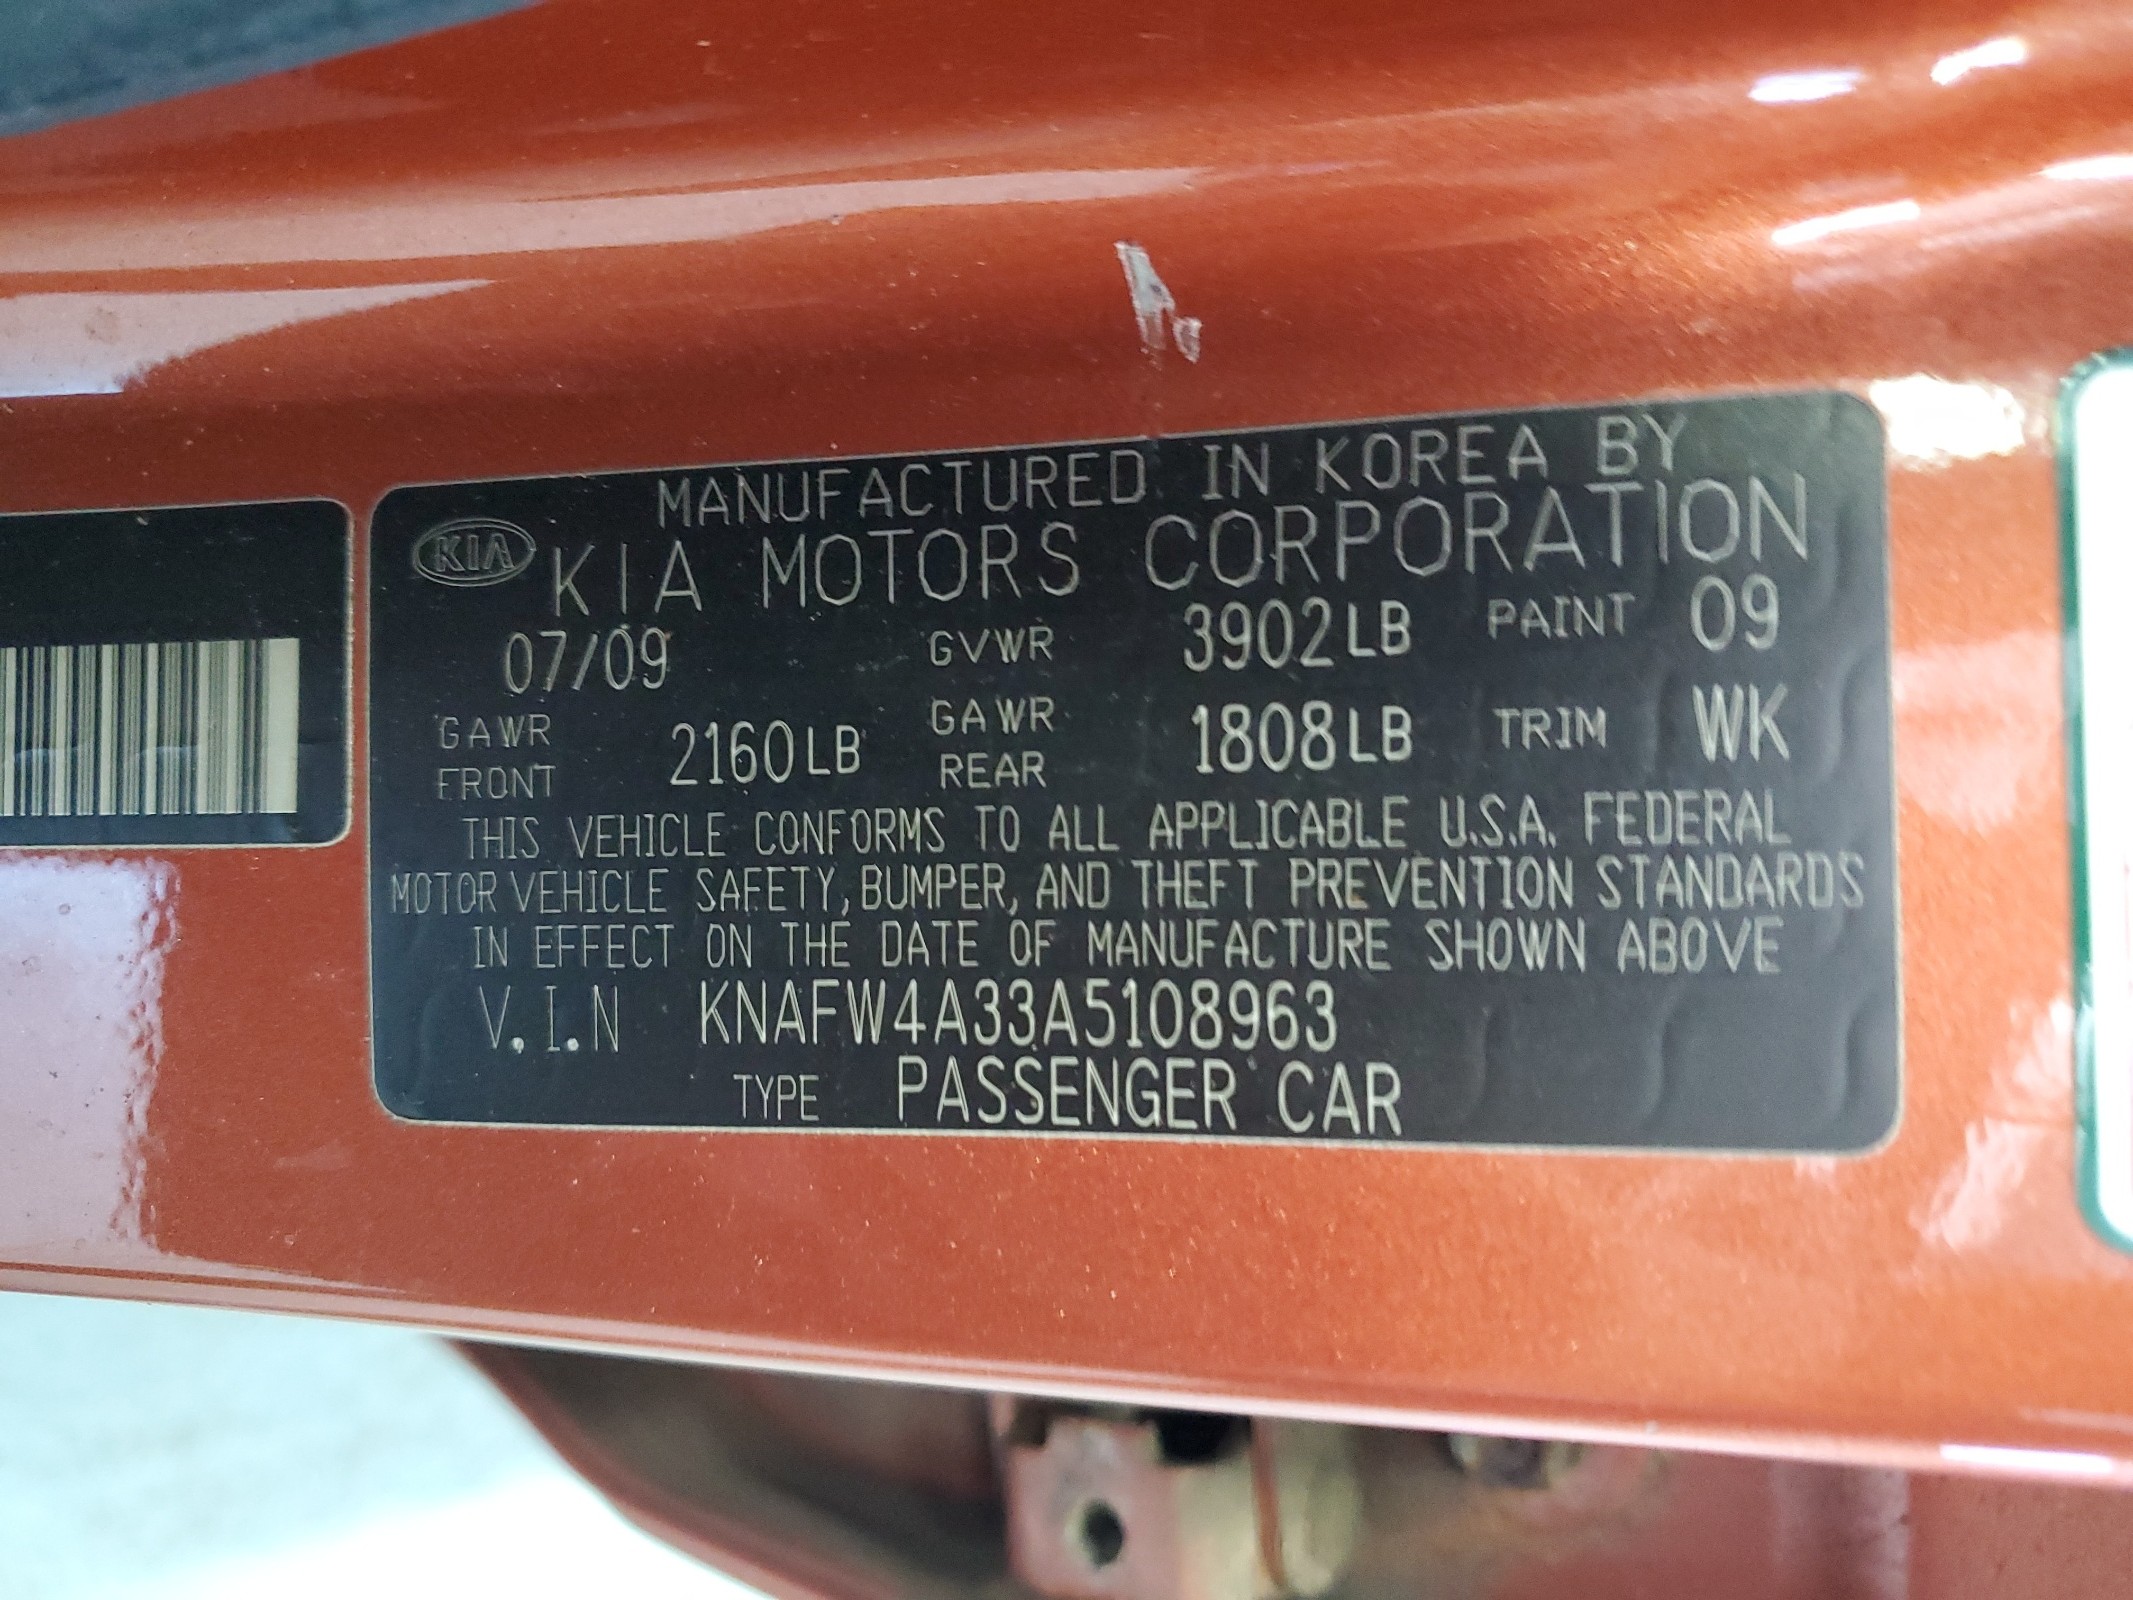 MANUFACTURED IN KOREA BY
KIA KIA MOTORS CORPORATION
07/09 GVWR 3902LB PAINT 09
GAWR FRONT 2160LB GAWR REAR 1808LB TRIM WK
THIS VEHICLE CONFORMS TO ALL APPLICABLE U.S.A. FEDERAL
MOTOR VEHICLE SAFETY, BUMPER, AND THEFT PREVENTION STANDARDS
IN EFFECT ON THE DATE OF MANUFACTURE SHOWN ABOVE
V.I.N KNAFW4A33A5108963
TYPE PASSENGER CAR